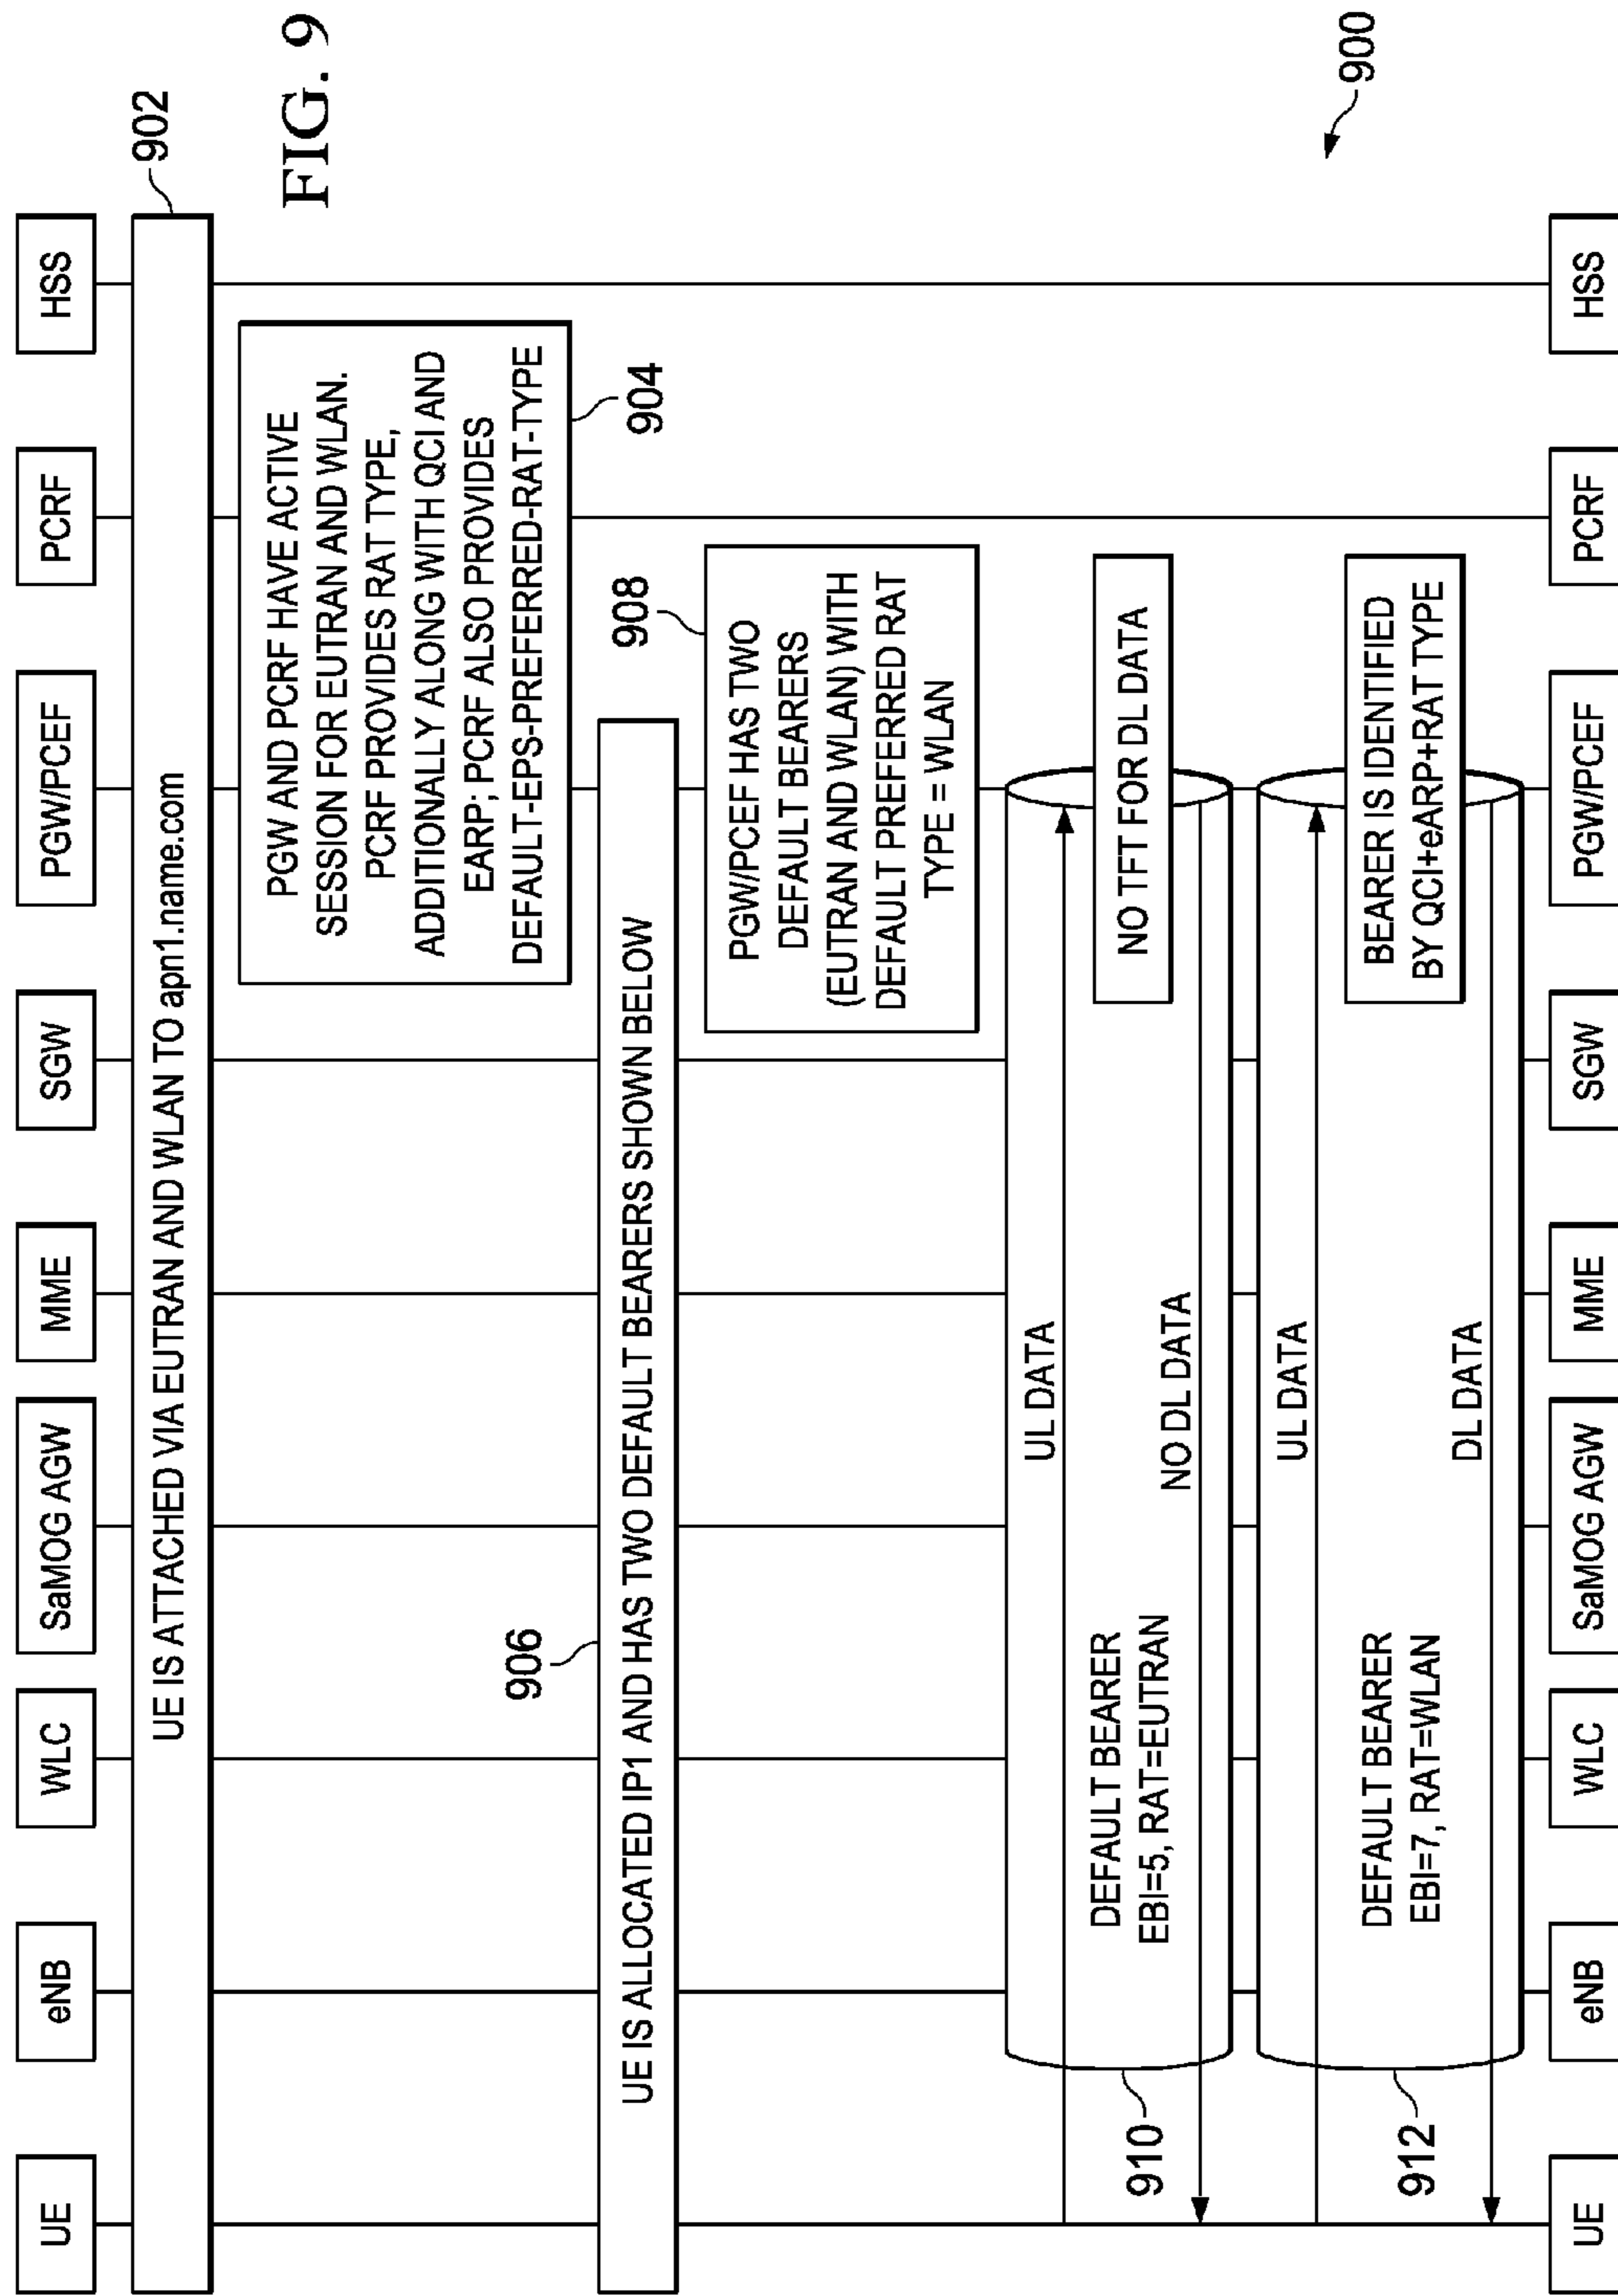 FIG. 9
UE
eNB
WLC
SaMOG AGW
MME
SGW
PGW/PCEF
PCRF
HSS
902
UE IS ATTACHED VIA EUTRAN AND WLAN TO apn1.name.com
PGW AND PCRF HAVE ACTIVE
SESSION FOR EUTRAN AND WLAN.
PCRF PROVIDES RAT TYPE,
ADDITIONALLY ALONG WITH QCI AND
EARP; PCRF ALSO PROVIDES
DEFAULT-EPS-PREFERRED-RAT-TYPE
904
906
UE IS ALLOCATED IP1 AND HAS TWO DEFAULT BEARERS SHOWN BELOW
908
PGW/PCEF HAS TWO
DEFAULT BEARERS
(EUTRAN AND WLAN) WITH
DEFAULT PREFERRED RAT
TYPE = WLAN
UL DATA
DEFAULT BEARER
EBI=5, RAT=EUTRAN
NO TFT FOR DL DATA
NO DL DATA
910
UL DATA
DEFAULT BEARER
EBI=7, RAT=WLAN
BEARER IS IDENTIFIED
BY QCI+eARP+RAT TYPE
DL DATA
912
900
UE
eNB
WLC
SaMOG AGW
MME
SGW
PGW/PCEF
PCRF
HSS